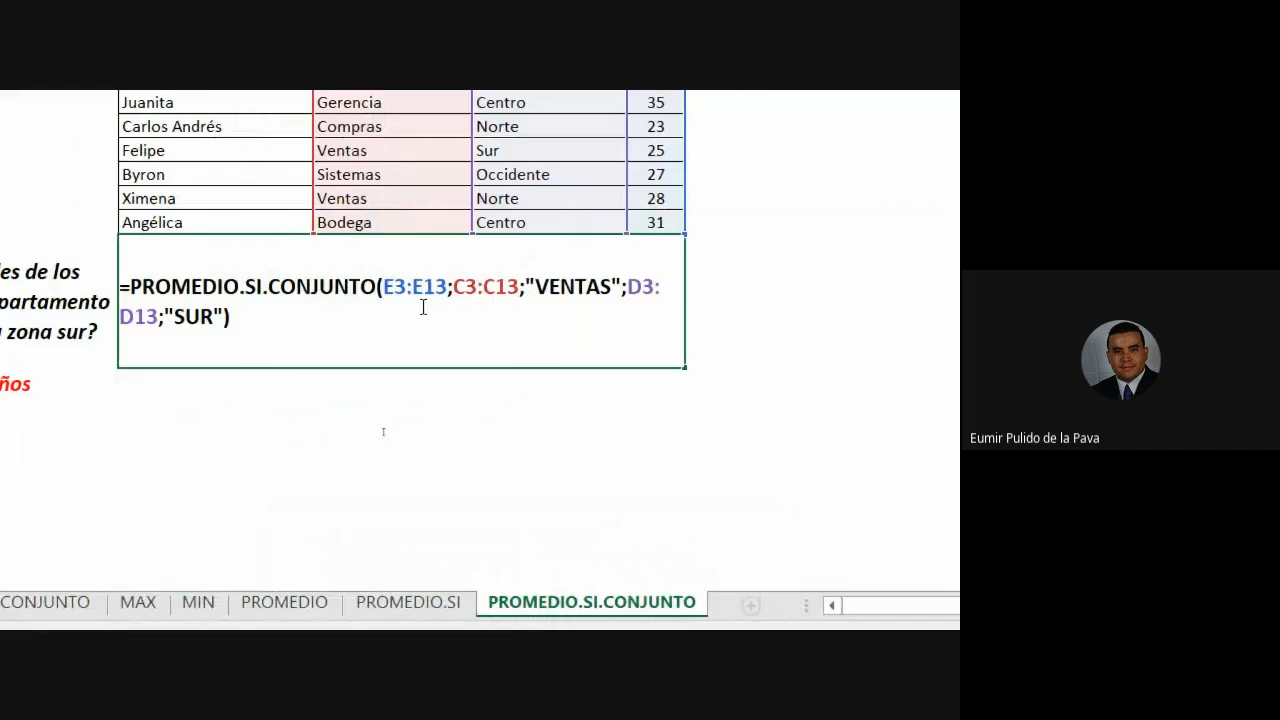 Juanita Gerencia Centro 35
Carlos Andrés Compras Norte 23
Felipe Ventas Sur 25
Byron Sistemas Occidente 27
Ximena Ventas Norte 28
Angélica Bodega Centro 31
les de los
partamento
zona sur?
ños
=PROMEDIO.SI.CONJUNTO(E3:E13;C3:C13;"VENTAS";D3:
D13;"SUR")
Eumir Pulido de la Pava
CONJUNTO MAX MIN PROMEDIO PROMEDIO.SI PROMEDIO.SI.CONJUNTO